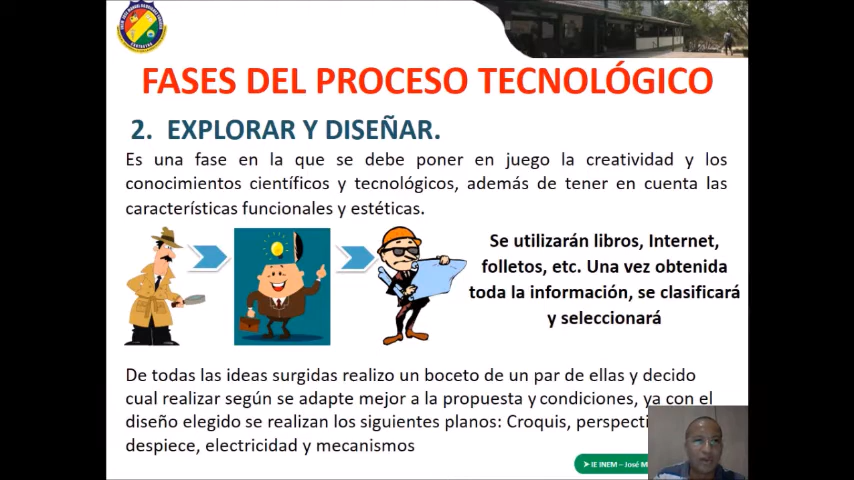 FASES DEL PROCESO TECNOLÓGICO
2. EXPLORAR Y DISEÑAR.
Es una fase en la que se debe poner en juego la creatividad y los
conocimientos científicos y tecnológicos, además de tener en cuenta las
características funcionales y estéticas.
Se utilizarán libros, Internet,
folletos, etc. Una vez obtenida
toda la información, se clasificará
y seleccionará
De todas las ideas surgidas realizo un boceto de un par de ellas y decido
cual realizar según se adapte mejor a la propuesta y condiciones, ya con el
diseño elegido se realizan los siguientes planos: Croquis,
despiece, electricidad y mecanismos
IE INEM – José